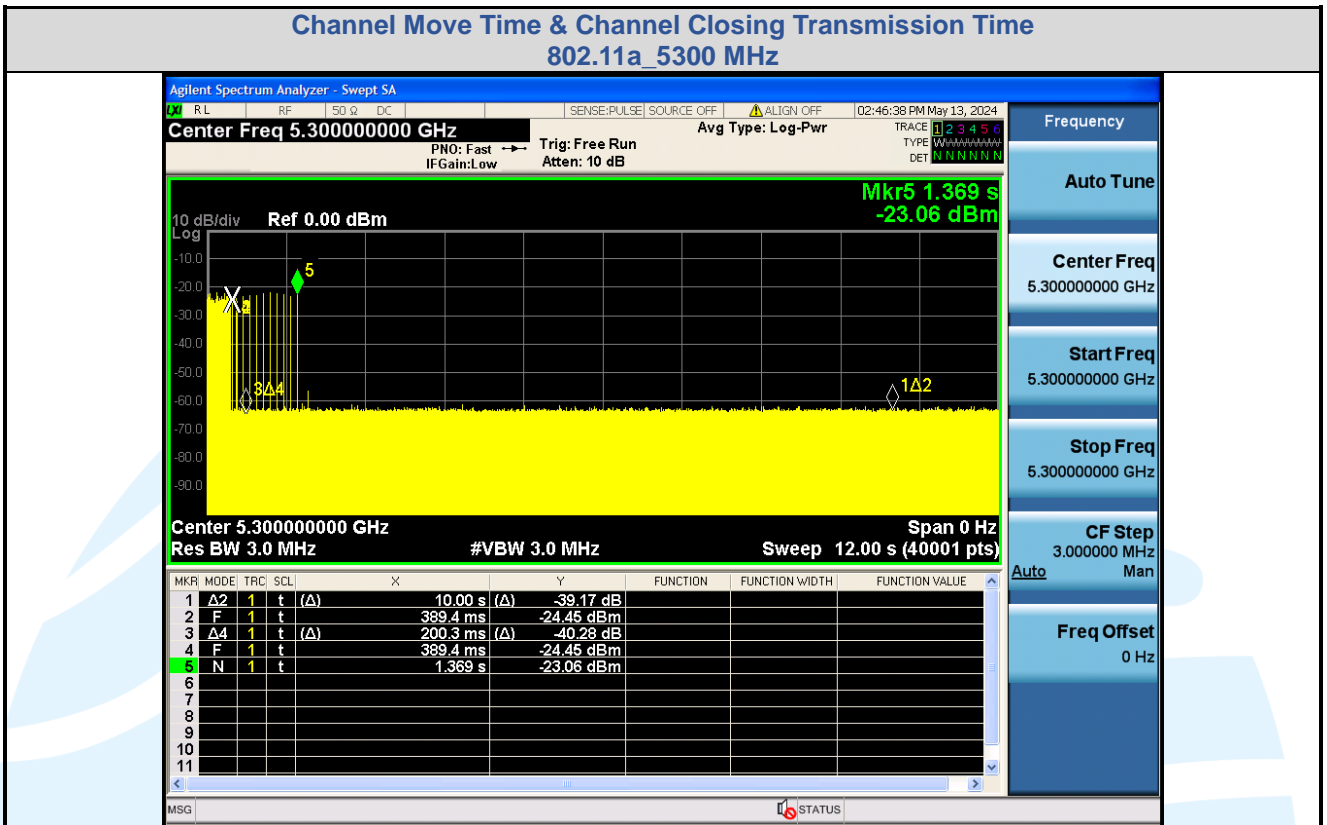 Channel Move Time & Channel Closing Transmission Time
802.11a_5300 MHz
Agilent Spectrum Analyzer - Swept SA
LXI RL RF 50 Ω DC SENSE:PULSE SOURCE OFF ALIGN OFF 02:46:38 PM May 13, 2024
Center Freq 5.300000000 GHz
PNO: Fast
IFGain:Low
Trig: Free Run
Atten: 10 dB
Avg Type: Log-Pwr
TRACE 1 2 3 4 5 6
TYPE W
DET N N N N N N
Mkr5 1.369 s
-23.06 dBm
10 dB/div Ref 0.00 dBm
Log
-10.0
-20.0
-30.0
-40.0
-50.0
-60.0
-70.0
-80.0
-90.0
5
3Δ4
1Δ2
Center 5.300000000 GHz Span 0 Hz
Res BW 3.0 MHz #VBW 3.0 MHz Sweep 12.00 s (40001 pts)
MKR MODE TRC SCL X Y FUNCTION FUNCTION WIDTH FUNCTION VALUE
1 Δ2 1 t (Δ) 10.00 s (Δ) -39.17 dB
2 F 1 t 389.4 ms -24.45 dBm
3 Δ4 1 t (Δ) 200.3 ms (Δ) -40.28 dB
4 F 1 t 389.4 ms -24.45 dBm
5 N 1 t 1.369 s -23.06 dBm
6
7
8
9
10
11
MSG STATUS
Frequency
Auto Tune
Center Freq
5.300000000 GHz
Start Freq
5.300000000 GHz
Stop Freq
5.300000000 GHz
CF Step
3.000000 MHz
Auto Man
Freq Offset
0 Hz